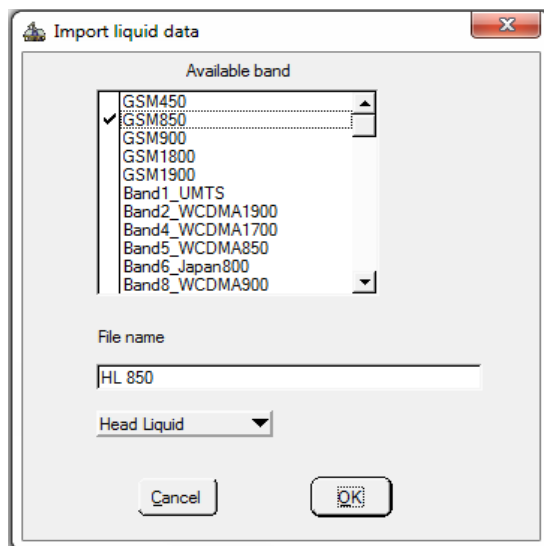 Import liquid data
Available band
GSM450
GSM850
GSM900
GSM1800
GSM1900
Band1_UMTS
Band2_WCDMA1900
Band4_WCDMA1700
Band5_WCDMA850
Band6_Japan800
Band8_WCDMA900
File name
HL 850
Head Liquid
Cancel OK